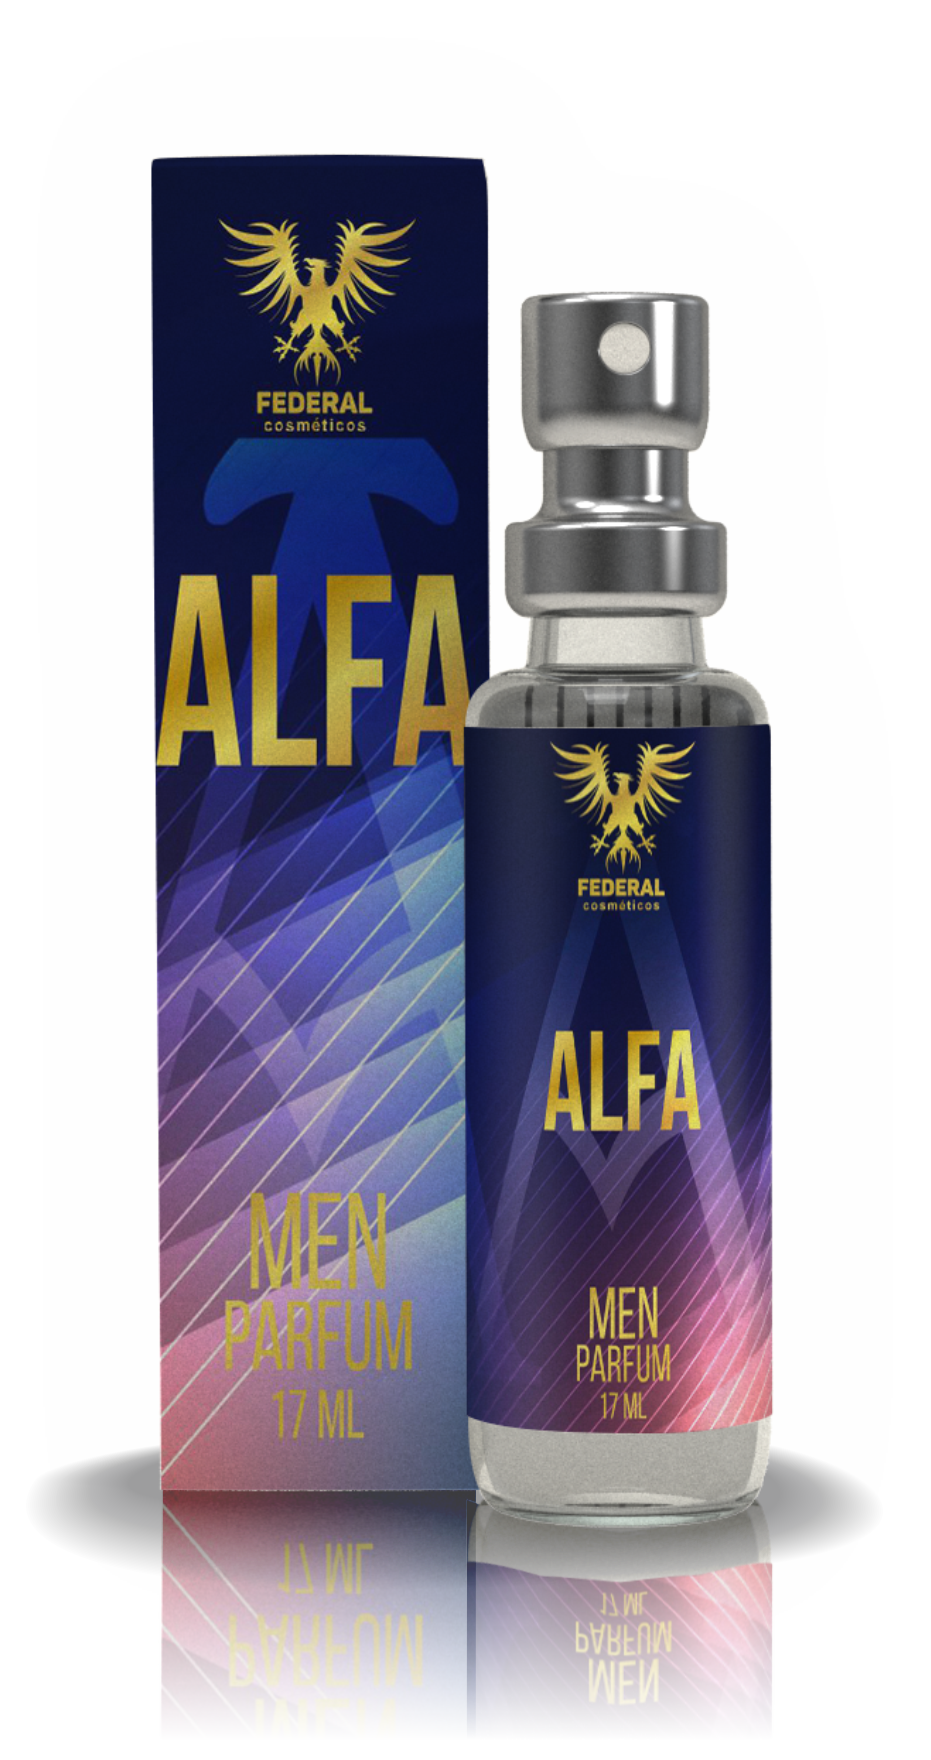 FEDERAL
cosméticos
ALFA
MEN
PARFUM
17 ML
FEDERAL
cosméticos
ALFA
MEN
PARFUM
17 ML